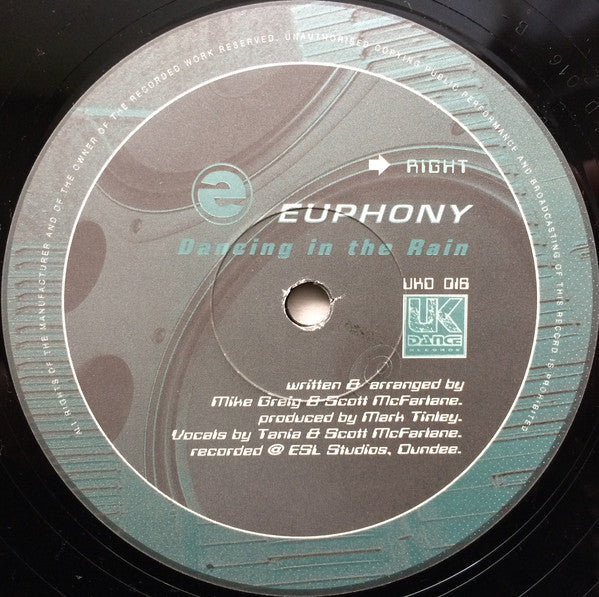 ALL RIGHTS OF THE MANUFACTURER AND OF THE OWNER OF THE RECORDED WORK RESERVED. UNAUTHORISED COPYING PUBLIC PERFORMANCE AND BROADCASTING OF THE RECORD IS PROHIBITED
RIGHT
2
EUPHONY
Dancing in the Rain
UKD 016
UK
DANCE
RECORDS
written & arranged by
Mike Greig & Scott McFarlane.
produced by Mark Tinley.
Vocals by Tania & Scott McFarlane.
recorded @ ESL Studios, Dundee.